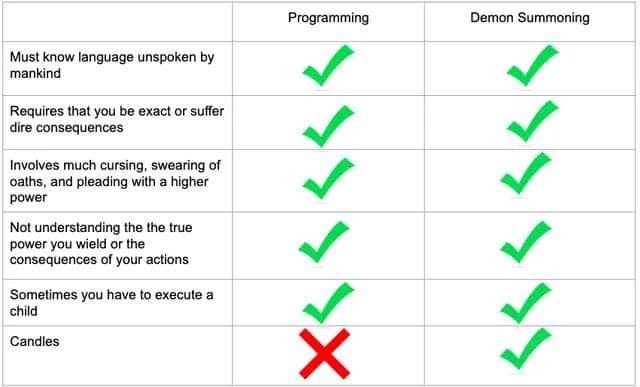 Programming
Demon Summoning
Must know language unspoken by
mankind
Requires that you be exact or suffer
dire consequences
Involves much cursing, swearing of
oaths, and pleading with a higher
power
Not understanding the the true
power you wield or the
consequences of your actions
Sometimes you have to execute a
child
Candles